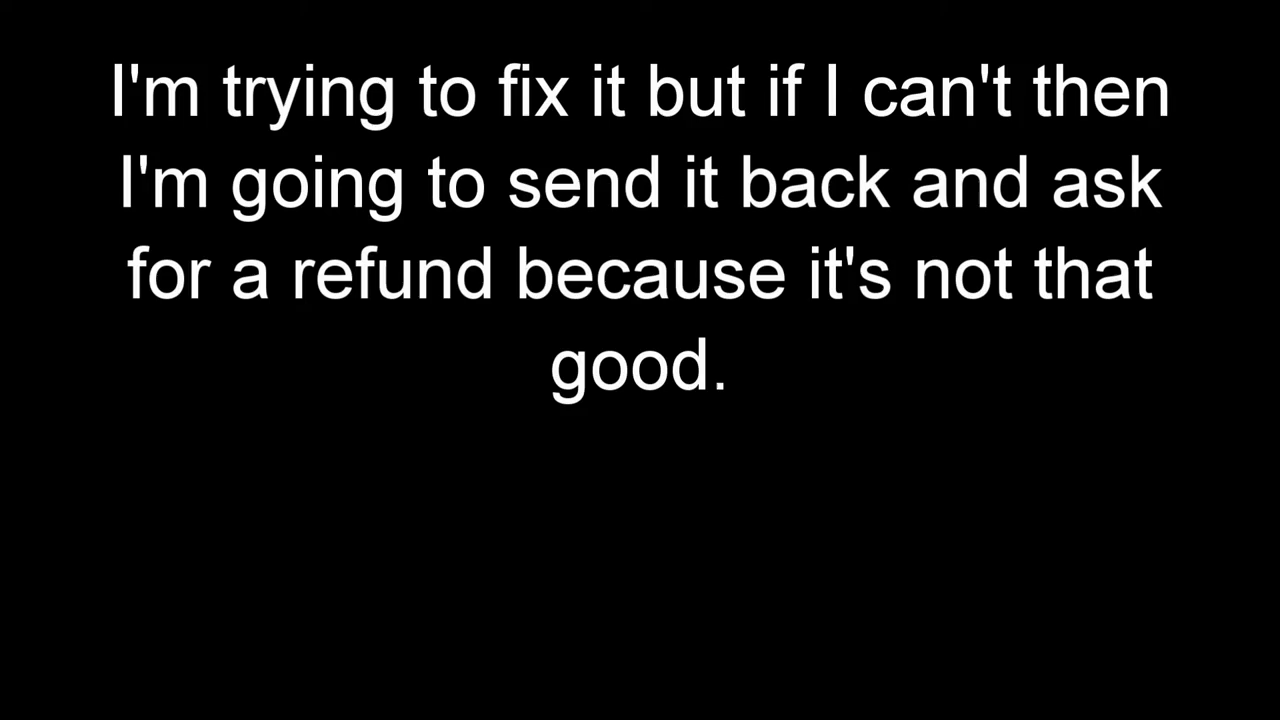 I'm trying to fix it but if I can't then
I'm going to send it back and ask
for a refund because it's not that
good.